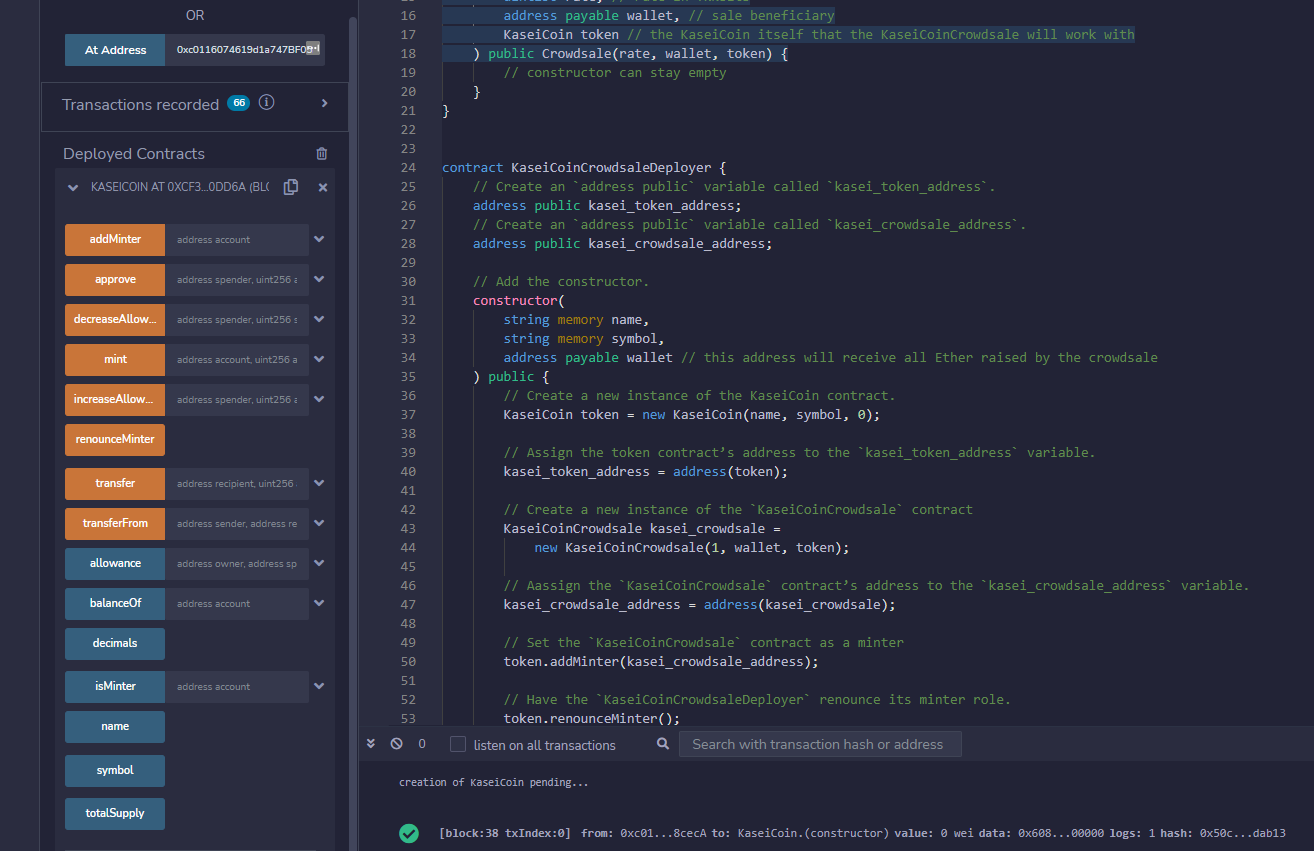 OR
At Address 0xc0116074619d1a747BF0
Transactions recorded 66 i
Deployed Contracts
KASEICOIN AT 0XCF3...0DD6A (BLO
addMinter address account
approve address spender, uint256 a
decreaseAllow... address spender, uint256 s
mint address account, uint256 a
increaseAllow... address spender, uint256 a
renounceMinter
transfer address recipient, uint256
transferFrom address sender, address re
allowance address owner, address sp
balanceOf address account
decimals
isMinter address account
name
symbol
totalSupply
16 address payable wallet, // sale beneficiary
17 KaseiCoin token // the KaseiCoin itself that the KaseiCoinCrowdsale will work with
18 ) public Crowdsale(rate, wallet, token) {
19 // constructor can stay empty
20 }
21 }
22
23
24 contract KaseiCoinCrowdsaleDeployer {
25 // Create an `address public` variable called `kasei_token_address`.
26 address public kasei_token_address;
27 // Create an `address public` variable called `kasei_crowdsale_address`.
28 address public kasei_crowdsale_address;
29
30 // Add the constructor.
31 constructor(
32 string memory name,
33 string memory symbol,
34 address payable wallet // this address will receive all Ether raised by the crowdsale
35 ) public {
36 // Create a new instance of the KaseiCoin contract.
37 KaseiCoin token = new KaseiCoin(name, symbol, 0);
38
39 // Assign the token contract’s address to the `kasei_token_address` variable.
40 kasei_token_address = address(token);
41
42 // Create a new instance of the `KaseiCoinCrowdsale` contract
43 KaseiCoinCrowdsale kasei_crowdsale =
44 new KaseiCoinCrowdsale(1, wallet, token);
45
46 // Aassign the `KaseiCoinCrowdsale` contract’s address to the `kasei_crowdsale_address` variable.
47 kasei_crowdsale_address = address(kasei_crowdsale);
48
49 // Set the `KaseiCoinCrowdsale` contract as a minter
50 token.addMinter(kasei_crowdsale_address);
51
52 // Have the `KaseiCoinCrowdsaleDeployer` renounce its minter role.
53 token.renounceMinter();
0 listen on all transactions Search with transaction hash or address
creation of KaseiCoin pending...
[block:38 txIndex:0] from: 0xc01...8cecA to: KaseiCoin.(constructor) value: 0 wei data: 0x608...00000 logs: 1 hash: 0x50c...dab13